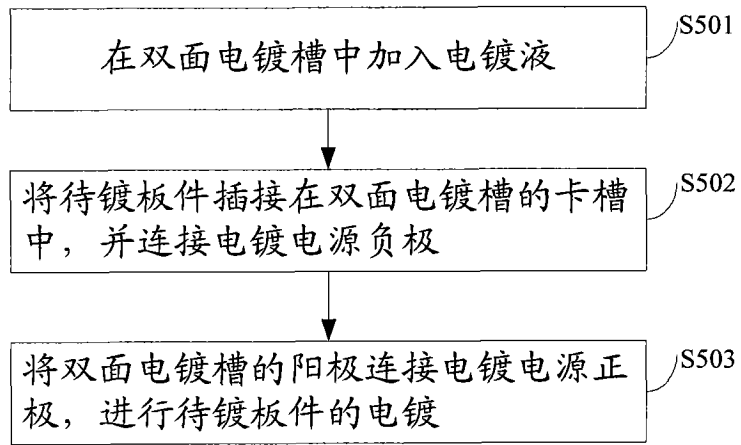 在双面电镀槽中加入电镀液
S501
将待镀板件插接在双面电镀槽的卡槽
中，并连接电镀电源负极
S502
将双面电镀槽的阳极连接电镀电源正
极，进行待镀板件的电镀
S503